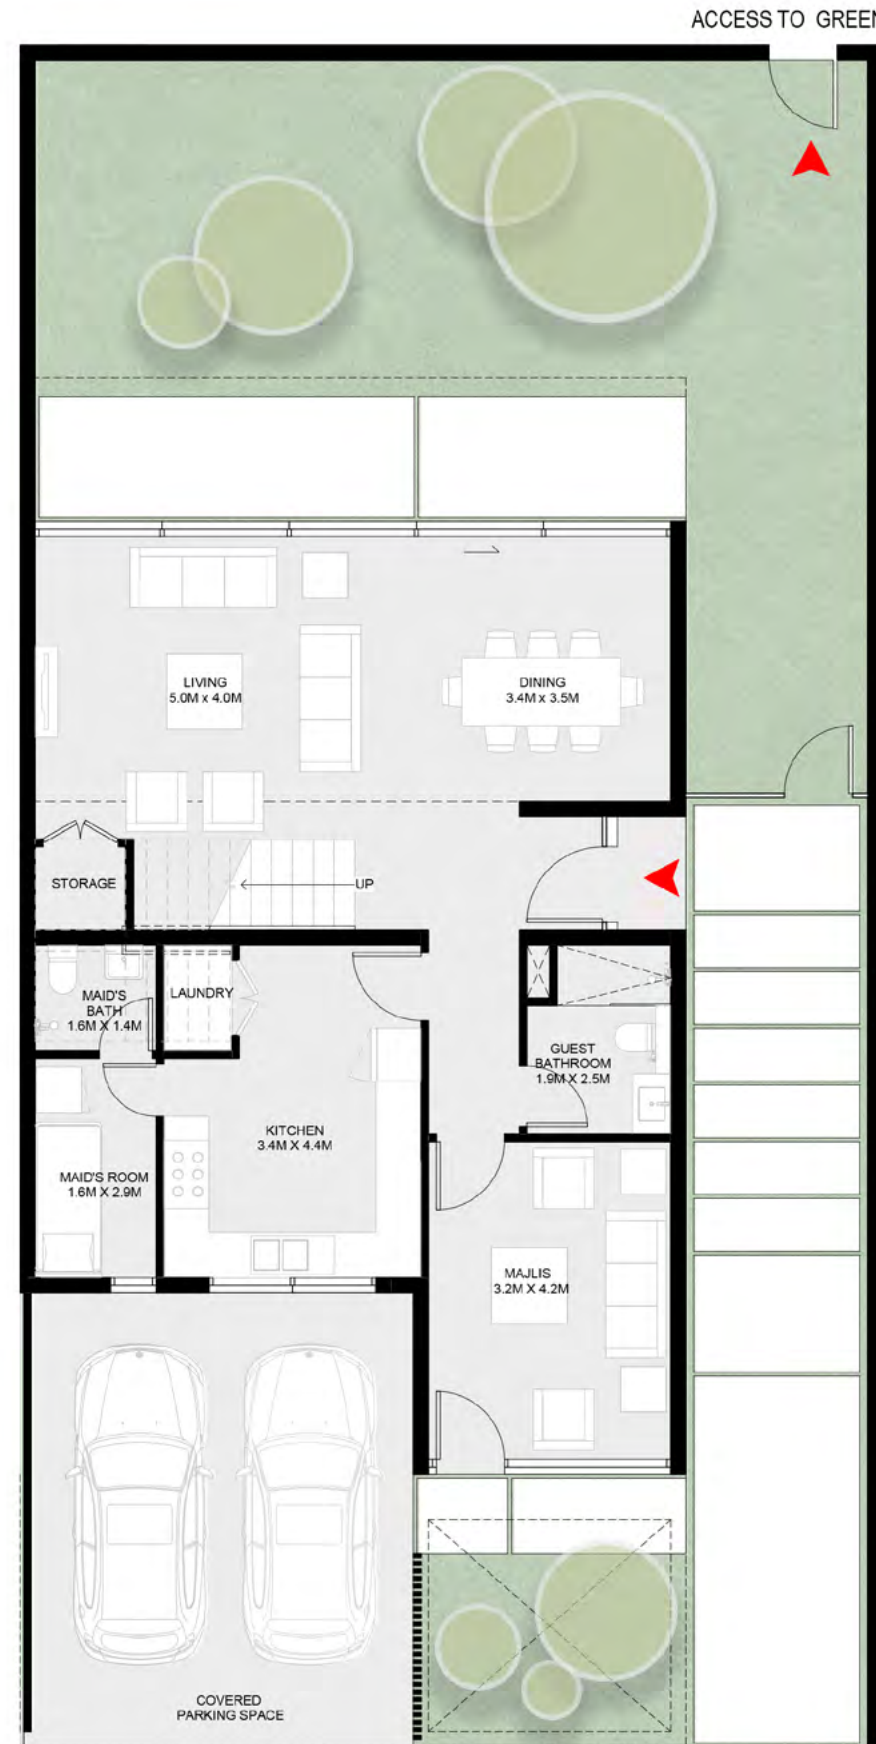 ACCESS TO GREEN
LIVING
5.0M x 4.0M
DINING
3.4M x 3.5M
STORAGE
UP
MAID'S
BATH
1.6M X 1.4M
LAUNDRY
GUEST
BATHROOM
1.9M X 2.5M
KITCHEN
3.4M X 4.4M
MAID'S ROOM
1.6M X 2.9M
MAJLIS
3.2M X 4.2M
COVERED
PARKING SPACE